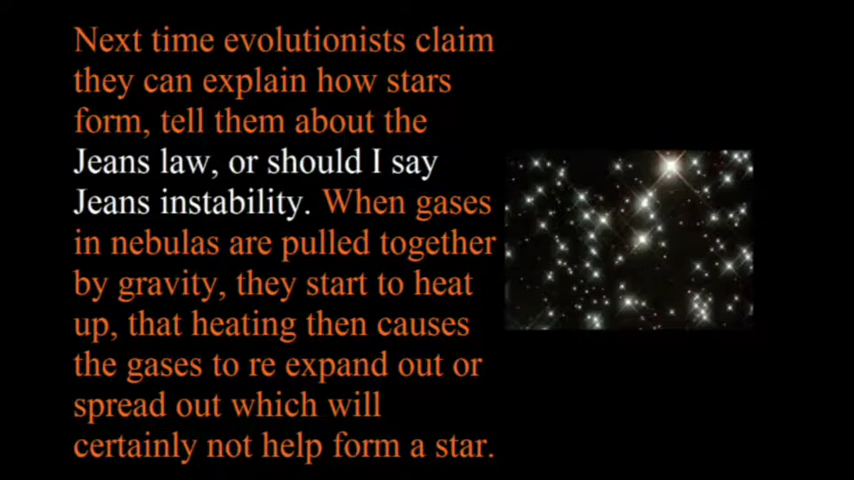 Next time evolutionists claim
they can explain how stars
form, tell them about the
Jeans law, or should I say
Jeans instability. When gases
in nebulas are pulled together
by gravity, they start to heat
up, that heating then causes
the gases to re expand out or
spread out which will
certainly not help form a star.